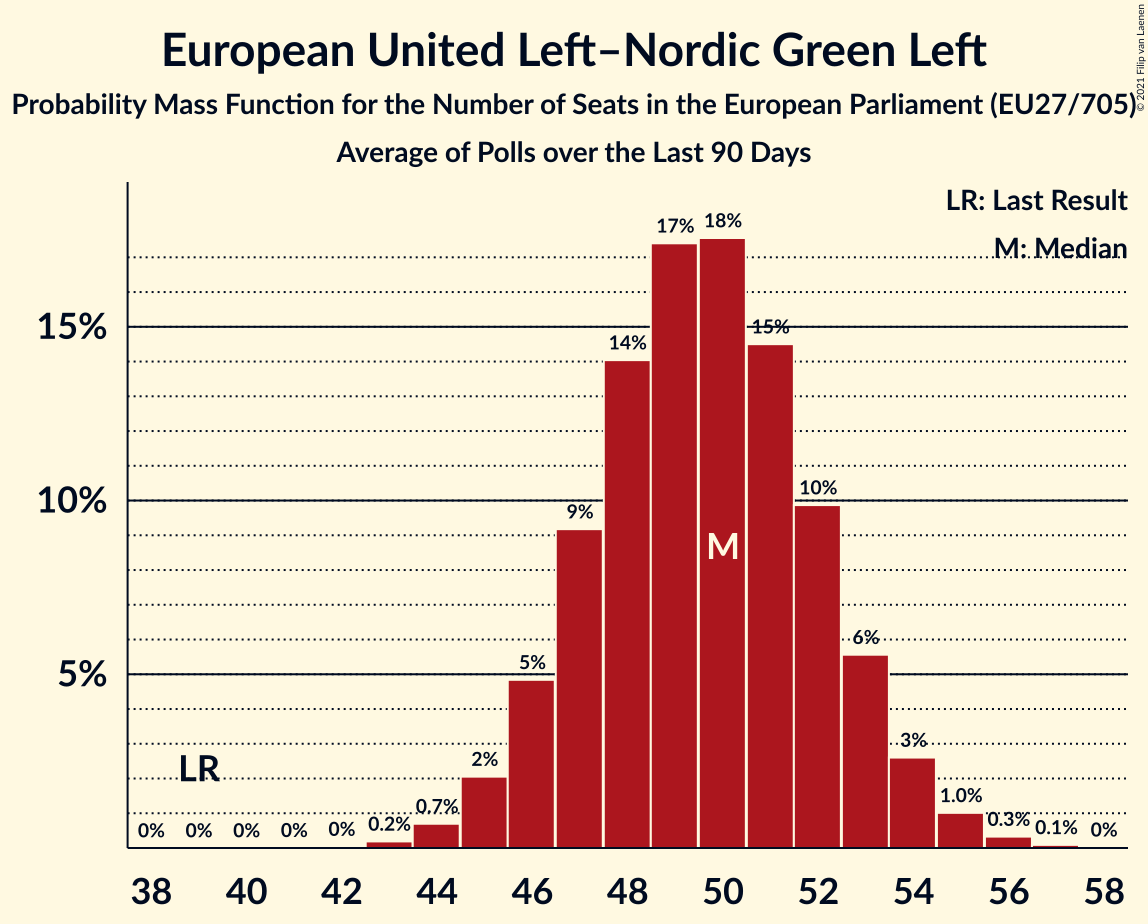 European United Left–Nordic Green Left
Probability Mass Function for the Number of Seats in the European Parliament (EU27/705)
Average of Polls over the Last 90 Days
© 2021 Filip van Laenen
LR: Last Result
M: Median
15%
10%
5%
0%
0%
0%
0%
0%
0.2%
0.7%
2%
5%
9%
14%
17%
18%
15%
10%
6%
3%
1.0%
0.3%
0.1%
0%
LR
M
38 40 42 44 46 48 50 52 54 56 58